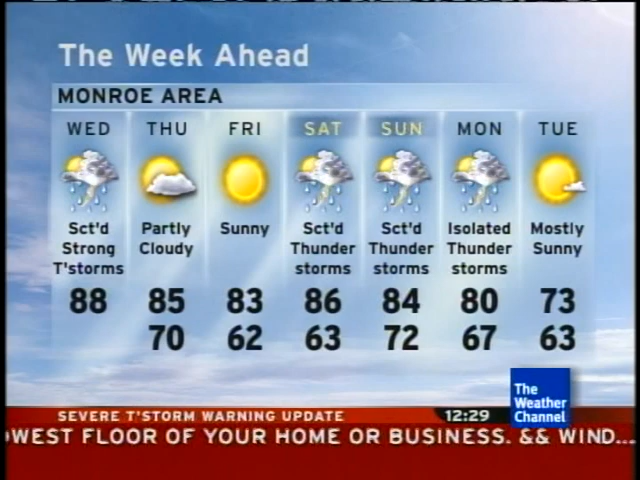 The Week Ahead
MONROE AREA
WED THU FRI SAT SUN MON TUE
Sct'd Strong T'storms
Partly Cloudy
Sunny
Sct'd Thunder storms
Sct'd Thunder storms
Isolated Thunder storms
Mostly Sunny
88 85 83 86 84 80 73
70 62 63 72 67 63
The
Weather
Channel
SEVERE T'STORM WARNING UPDATE 12:29
WEST FLOOR OF YOUR HOME OR BUSINESS. && WIND...